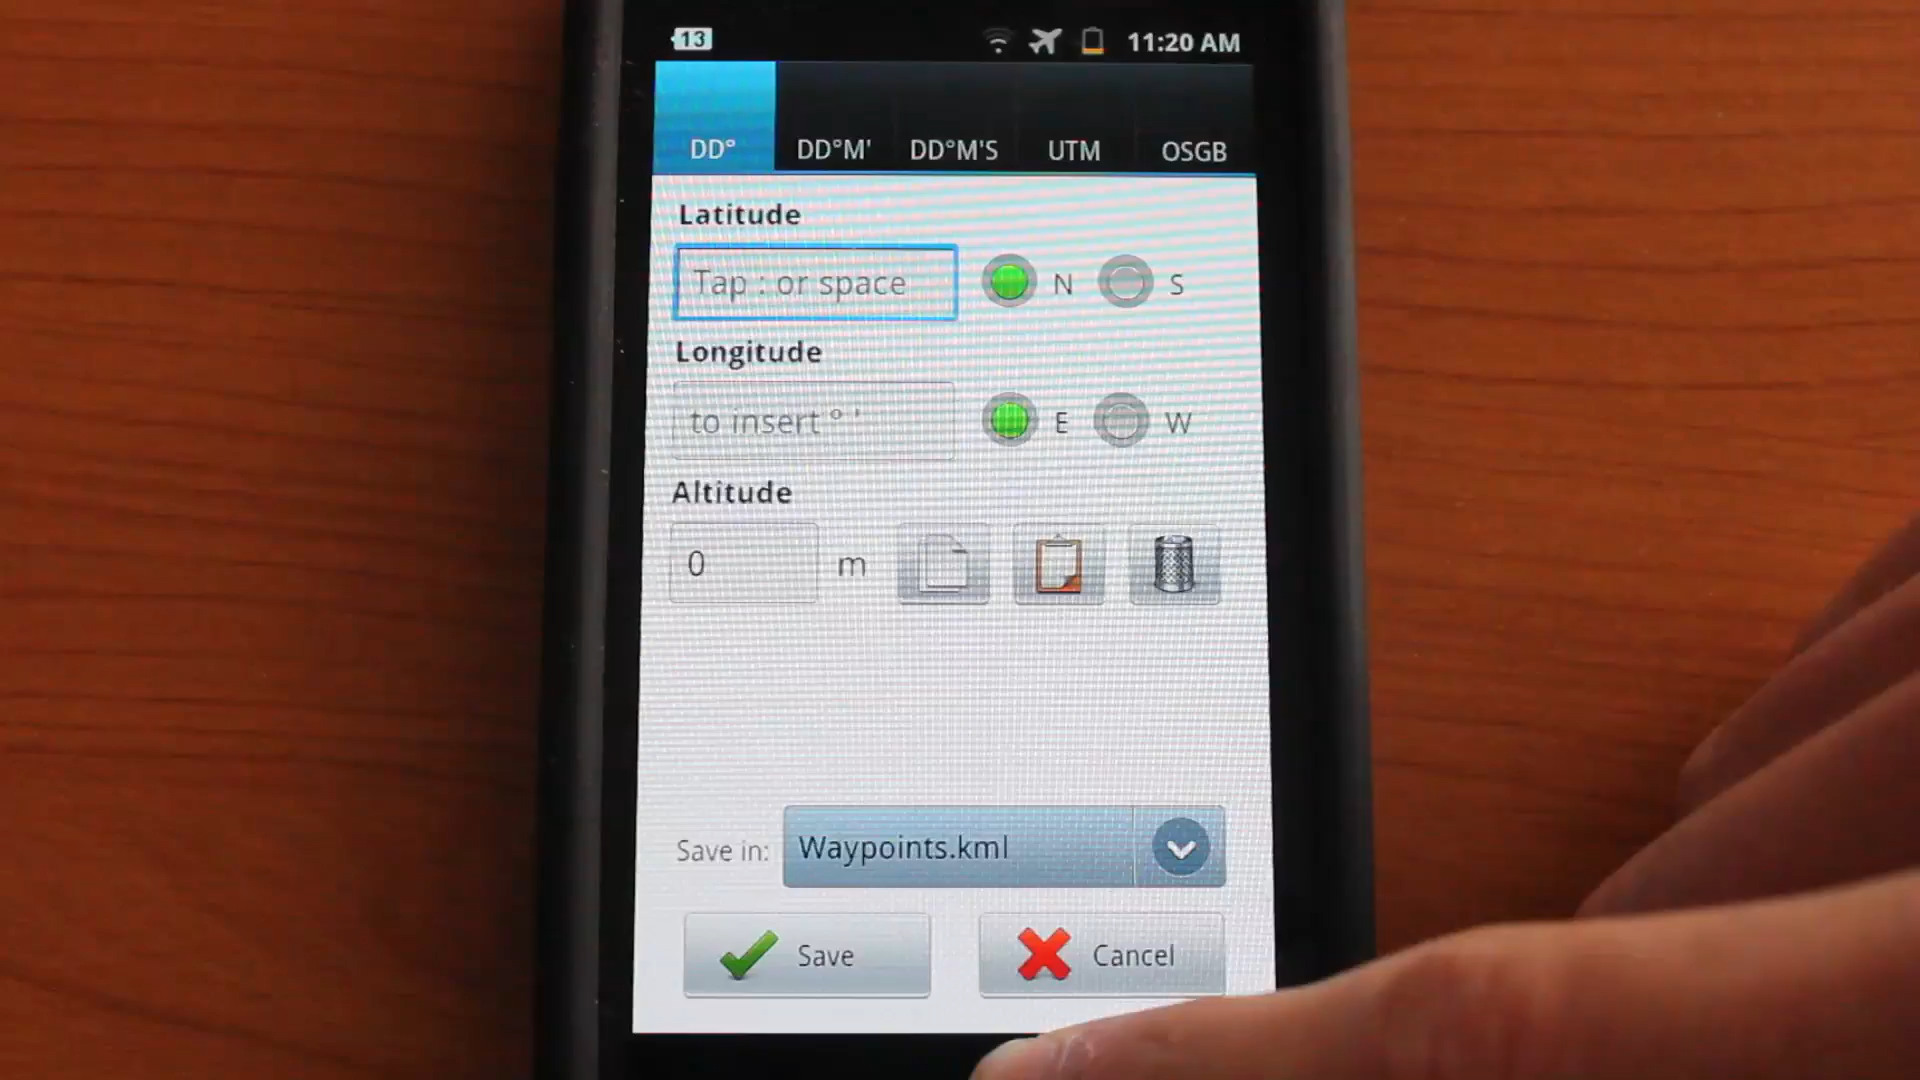 13 11:20 AM
DD° DD°M' DD°M'S UTM OSGB
Latitude
Tap : or space N S
Longitude
to insert ° ' E W
Altitude
0 m
Save in: Waypoints.kml
Save Cancel